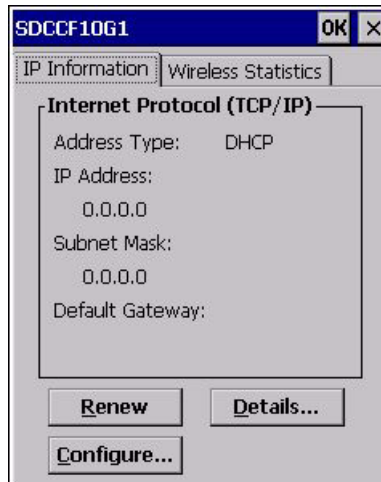 SDCCF10G1 OK ×
IP Information Wireless Statistics
Internet Protocol (TCP/IP)
Address Type: DHCP
IP Address:
0.0.0.0
Subnet Mask:
0.0.0.0
Default Gateway:
Renew Details...
Configure...